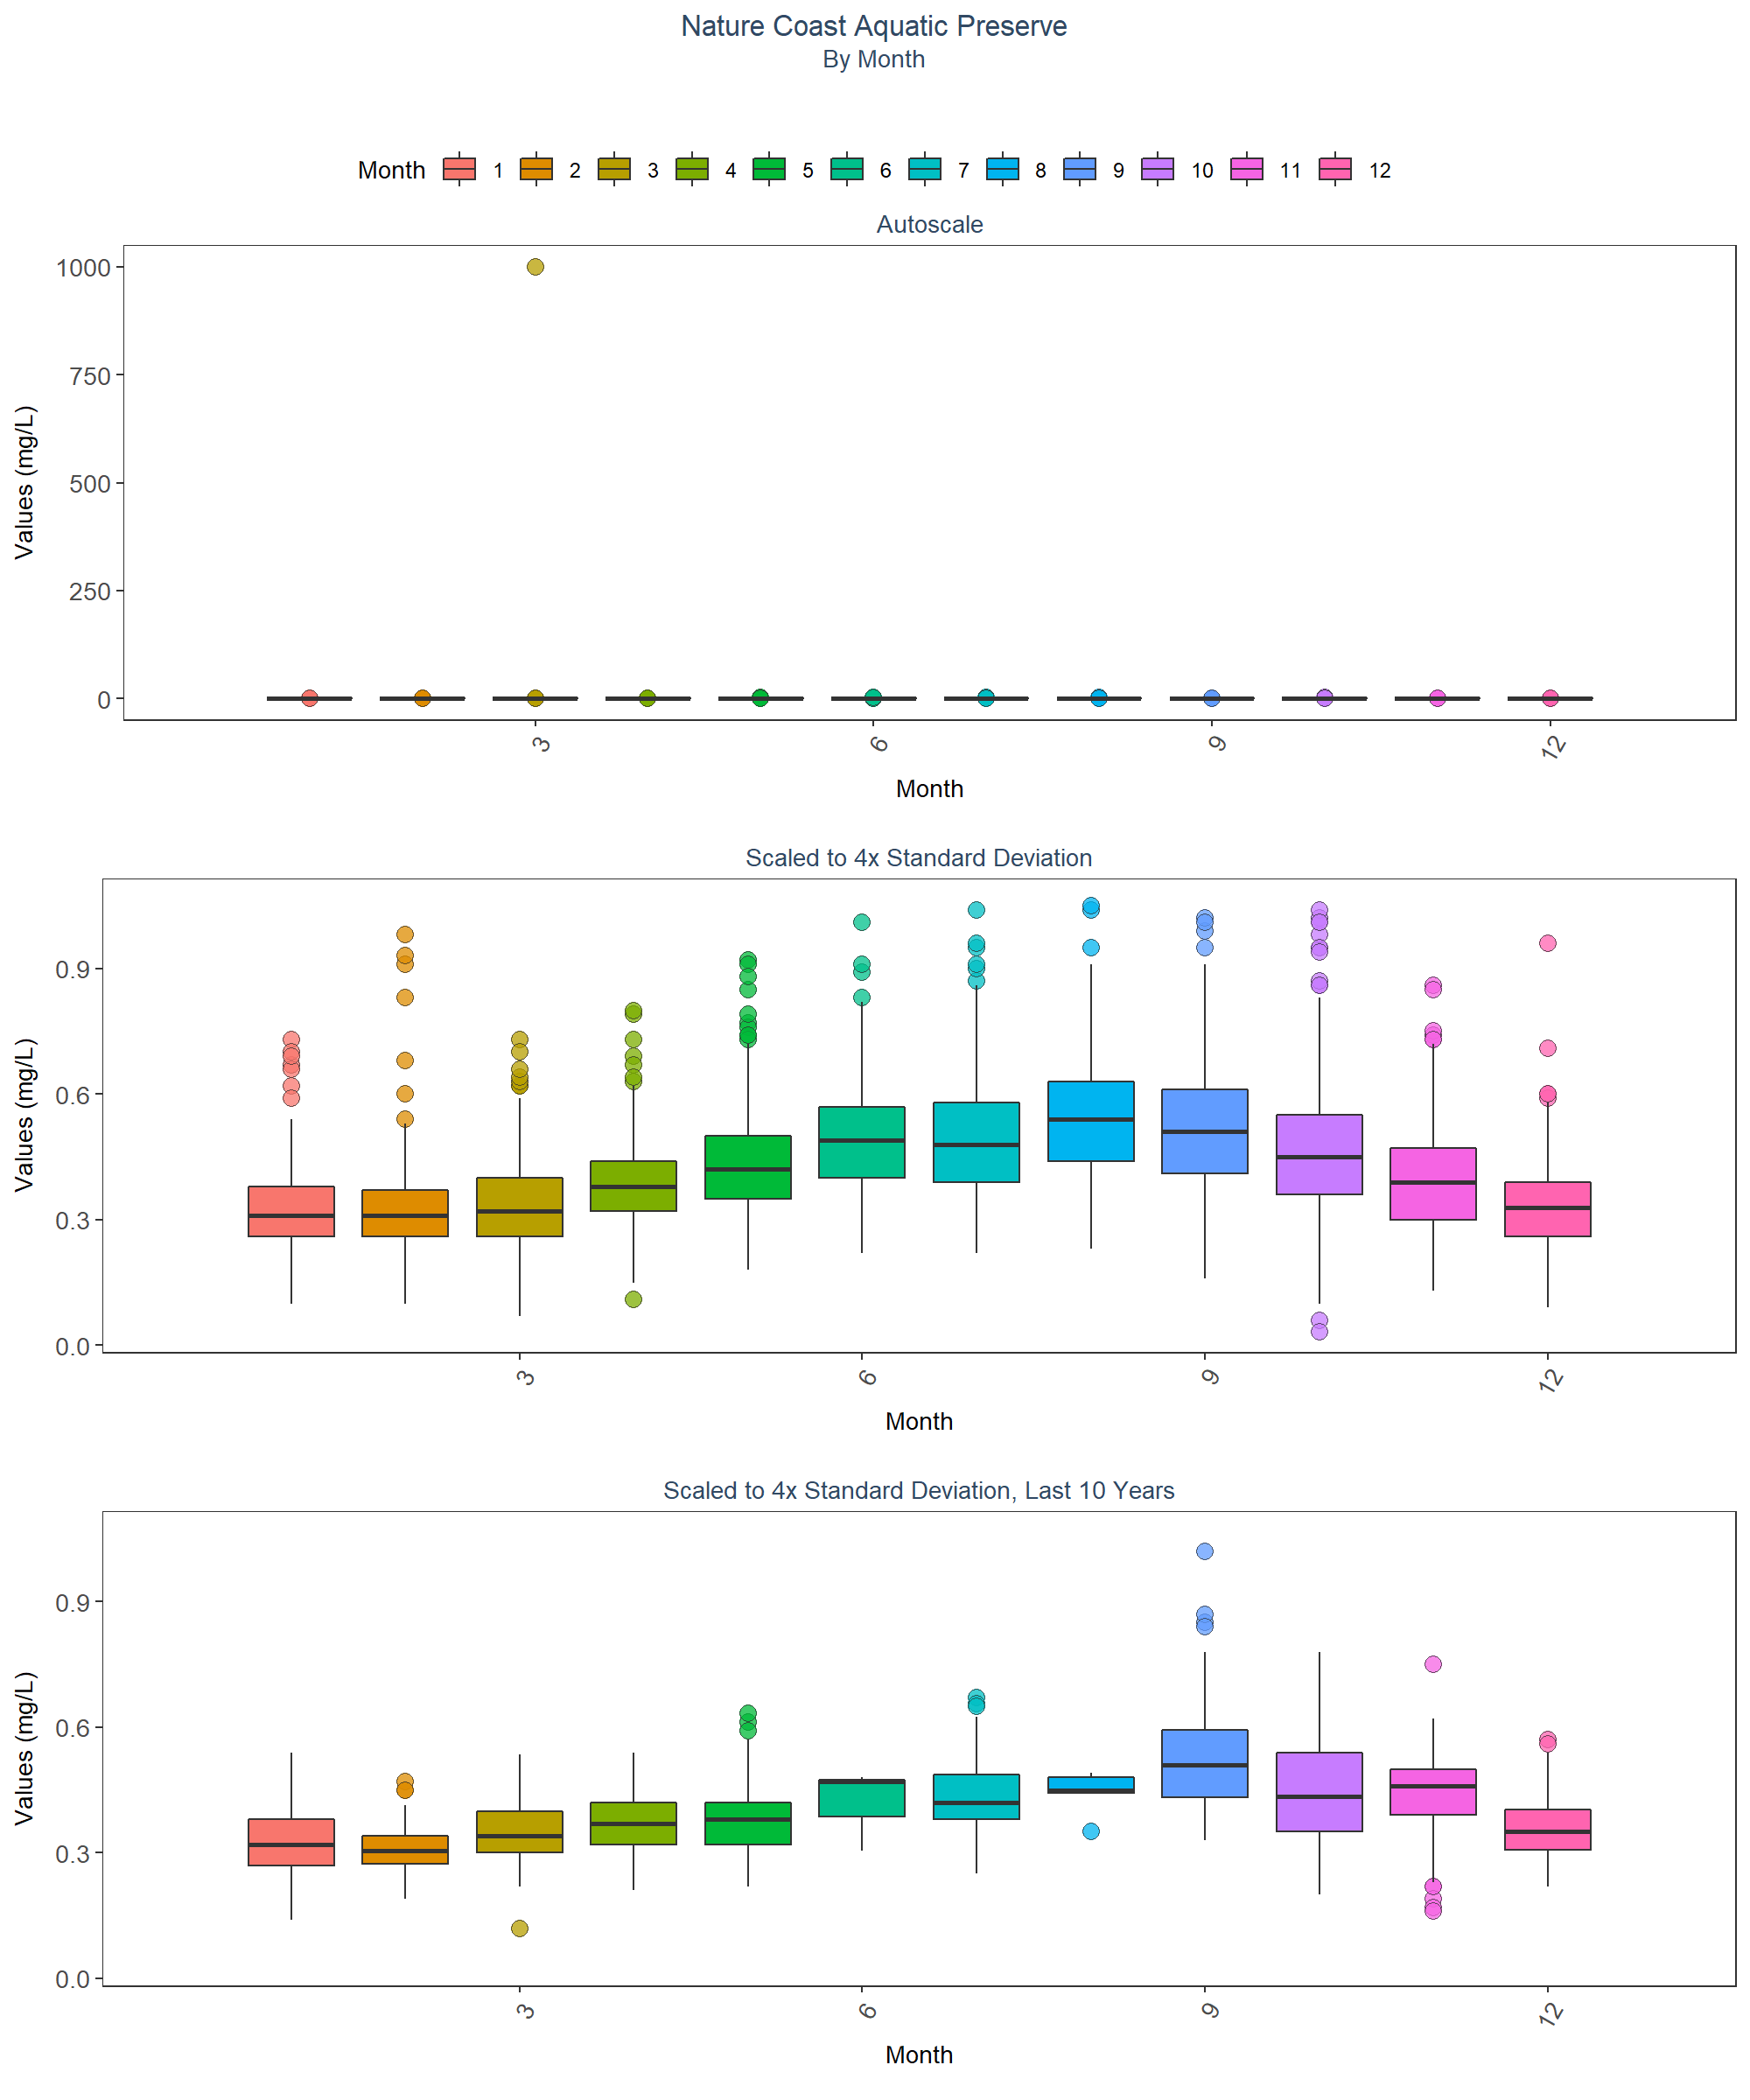 Nature Coast Aquatic Preserve
By Month
Month 1 2 3 4 5 6 7 8 9 10 11 12
Autoscale
Values (mg/L)
1000
750
500
250
0
3 6 9 12
Month
Scaled to 4x Standard Deviation
Values (mg/L)
0.9
0.6
0.3
0.0
3 6 9 12
Month
Scaled to 4x Standard Deviation, Last 10 Years
Values (mg/L)
0.9
0.6
0.3
0.0
3 6 9 12
Month